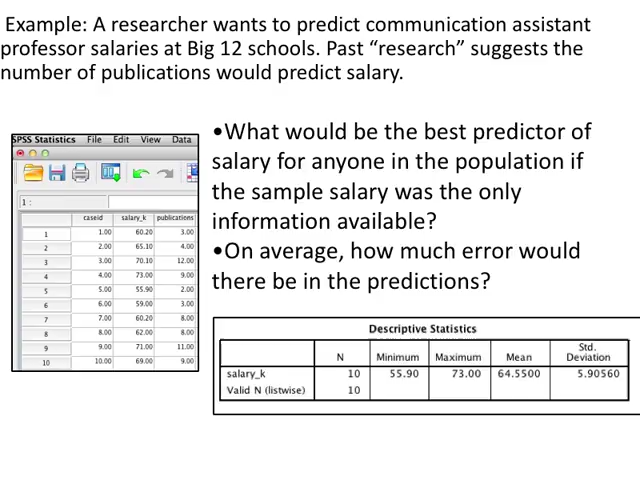 Example: A researcher wants to predict communication assistant
professor salaries at Big 12 schools. Past “research” suggests the
number of publications would predict salary.
•What would be the best predictor of
salary for anyone in the population if
the sample salary was the only
information available?
•On average, how much error would
there be in the predictions?
SPSS Statistics File Edit View Data
1 :
caseid salary_k publications
1 1.00 60.20 3.00
2 2.00 65.10 4.00
3 3.00 70.10 12.00
4 4.00 73.00 9.00
5 5.00 55.90 2.00
6 6.00 59.00 3.00
7 7.00 60.20 8.00
8 8.00 62.00 8.00
9 9.00 71.00 11.00
10 10.00 69.00 9.00
Descriptive Statistics
N Minimum Maximum Mean Std.
Deviation
salary_k 10 55.90 73.00 64.5500 5.90560
Valid N (listwise) 10